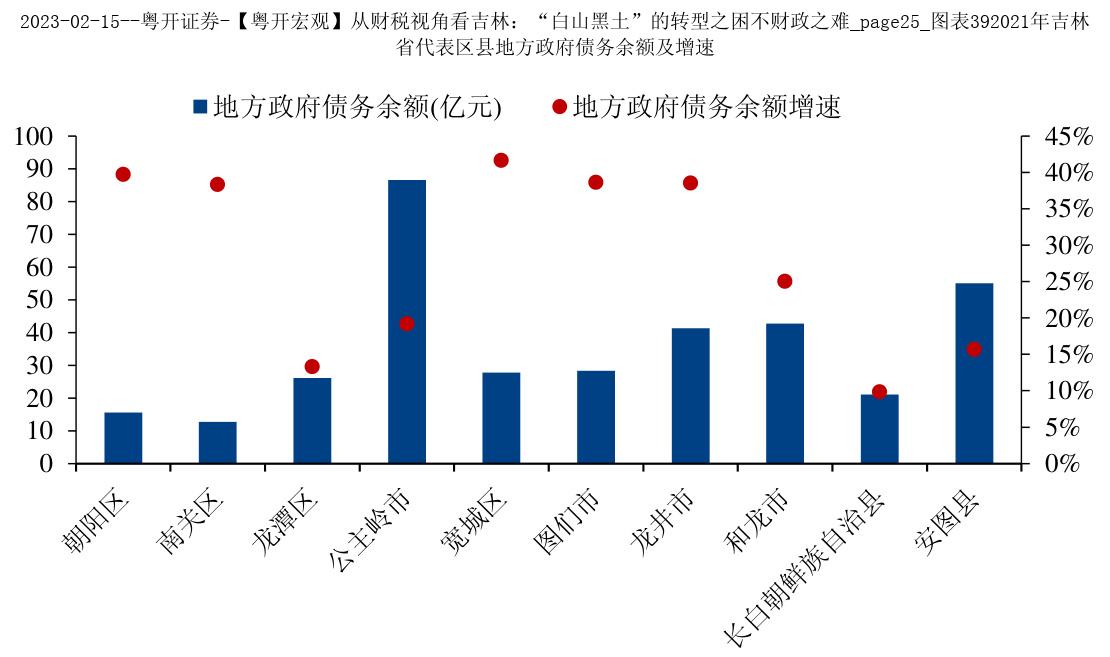 2023-02-15--粤开证券-【粤开宏观】从财税视角看吉林：“白山黑土”的转型之困不财政之难_page25_图表392021年吉林
省代表区县地方政府债务余额及增速
地方政府债务余额(亿元) 地方政府债务余额增速
100
90
80
70
60
50
40
30
20
10
0
45%
40%
35%
30%
25%
20%
15%
10%
5%
0%
朝阳区
南关区
龙潭区
公主岭市
宽城区
图们市
龙井市
和龙市
长白朝鲜族自治县
安图县